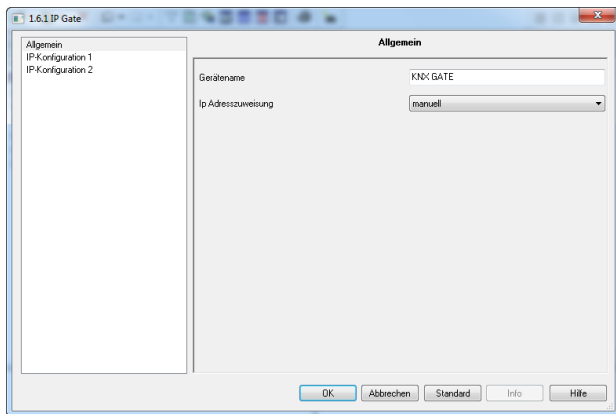 1.6.1 IP Gate
Allgemein
IP-Konfiguration 1
IP-Konfiguration 2
Allgemein
Gerätename
KNX GATE
Ip Adresszuweisung
manuell
OK
Abbrechen
Standard
Info
Hilfe